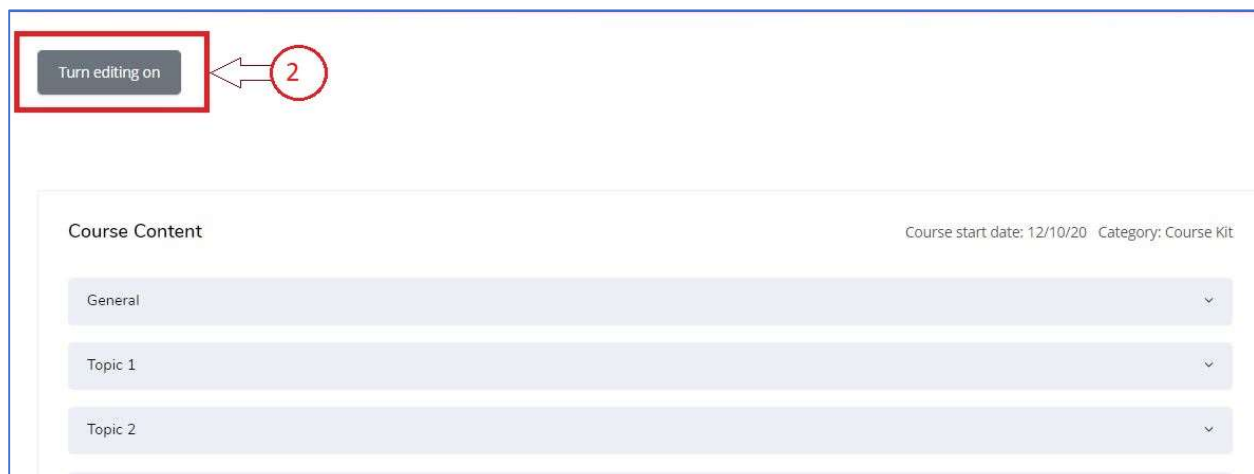 Turn editing on
2
Course Content
Course start date: 12/10/20 Category: Course Kit
General
Topic 1
Topic 2